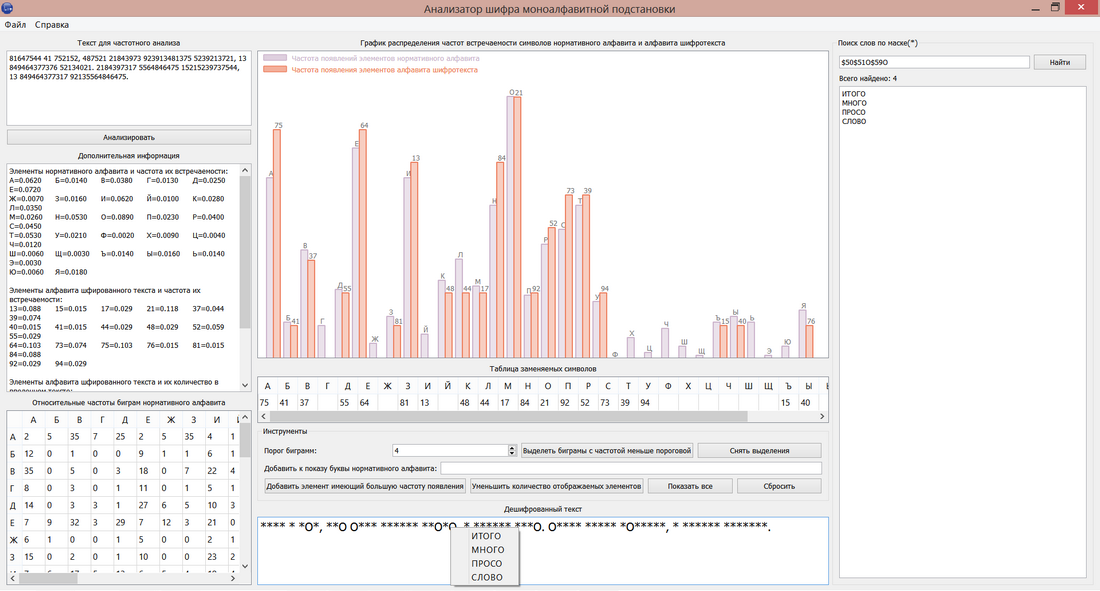 Анализатор шифра моноалфавитной подстановки
Файл Справка
Текст для частотного анализа
81647544 41 752152, 487521 21843973 923913481375 5239213721, 13
849464377376 52134021. 2184397317 5564846475 15215239737544,
13 849464377317 92135564846475.
Анализировать
Дополнительная информация
Элементы нормативного алфавита и частота их встречаемости:
А=0.0620 Б=0.0140 В=0.0380 Г=0.0130 Д=0.0250
Е=0.0720
Ж=0.0070 З=0.0160 И=0.0620 Й=0.0100 К=0.0280
Л=0.0350
М=0.0260 Н=0.0530 О=0.0890 П=0.0230 Р=0.0400
С=0.0450
Т=0.0530 У=0.0210 Ф=0.0020 Х=0.0090 Ц=0.0040
Ч=0.0120
Ш=0.0060 Щ=0.0030 Ъ=0.0140 Ы=0.0160 Ь=0.0140
Э=0.0030
Ю=0.0060 Я=0.0180
Элементы алфавита шфированного текста и частота их
встречаемости:
13=0.088 15=0.015 17=0.029 21=0.118 37=0.044
39=0.074
40=0.015 41=0.015 44=0.029 48=0.029 52=0.059
55=0.029
64=0.103 73=0.074 75=0.103 76=0.015 81=0.015
84=0.088
92=0.029 94=0.029
Элементы алфавита шфированного текста и их количество в
Относительные частоты биграм нормативного алфавита
А Б В Г Д Е Ж З И
А 2 5 35 7 25 2 5 35 4 1
Б 12 0 1 0 0 9 1 1 6 1
В 35 0 5 0 3 18 0 7 22 4
Г 8 0 3 0 1 11 0 1 5 1
Д 14 0 3 3 1 27 6 5 10 3
Е 7 9 32 3 29 7 12 3 21 0
Ж 6 1 0 0 1 5 0 0 2 1
З 15 0 2 0 1 10 0 0 23 2
График распределения частот встречаемости символов нормативного алфавита и алфавита шифротекста
Частота появлений элементов нормативного алфавита
Частота появления элементов алфавита шифротекста
А 75 Б 41 В 37 Г Д 55 Е 64 Ж З 81 И 13 Й К 48 Л 44 М 17 Н 84 О 21 П 92 Р 52 С 73 Т 39 У 94 Ф Х Ц Ч Ш Щ Ъ 15 Ы 40 Ь Э Ю Я 76
Таблица заменяемых символов
А Б В Г Д Е Ж З И Й К Л М Н О П Р С Т У Ф Х Ц Ч Ш Щ Ъ Ы
75 41 37 55 64 81 13 48 44 17 84 21 92 52 73 39 94 15 40
Инструменты
Порог биграмм: 4 Выделеть биграмы с частотой меньше пороговой Снять выделения
Добавить к показу буквы нормативного алфавита:
Добавить элемент имеющий большую частоту появления Уменьшить количество отображаемых элементов Показать все Сбросить
Дешифрованный текст
**** * *О*, **О О*** ****** **О*О, * ****** ***О. О**** ***** *О*****, * ****** *******.
ИТОГО
МНОГО
ПРОСО
СЛОВО
Поиск слов по маске(*)
$50$51О$59О Найти
Всего найдено: 4
ИТОГО
МНОГО
ПРОСО
СЛОВО